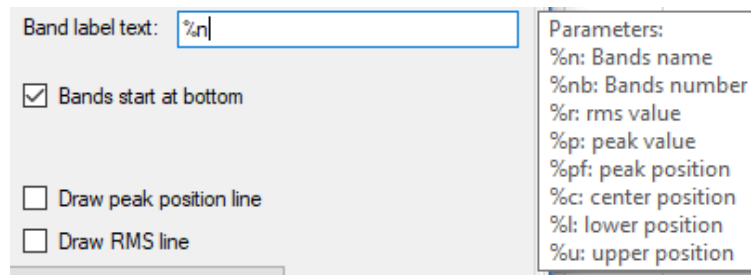 Band label text: %n
Bands start at bottom
Draw peak position line
Draw RMS line
Parameters:
%n: Bands name
%nb: Bands number
%r: rms value
%p: peak value
%pf: peak position
%c: center position
%l: lower position
%u: upper position